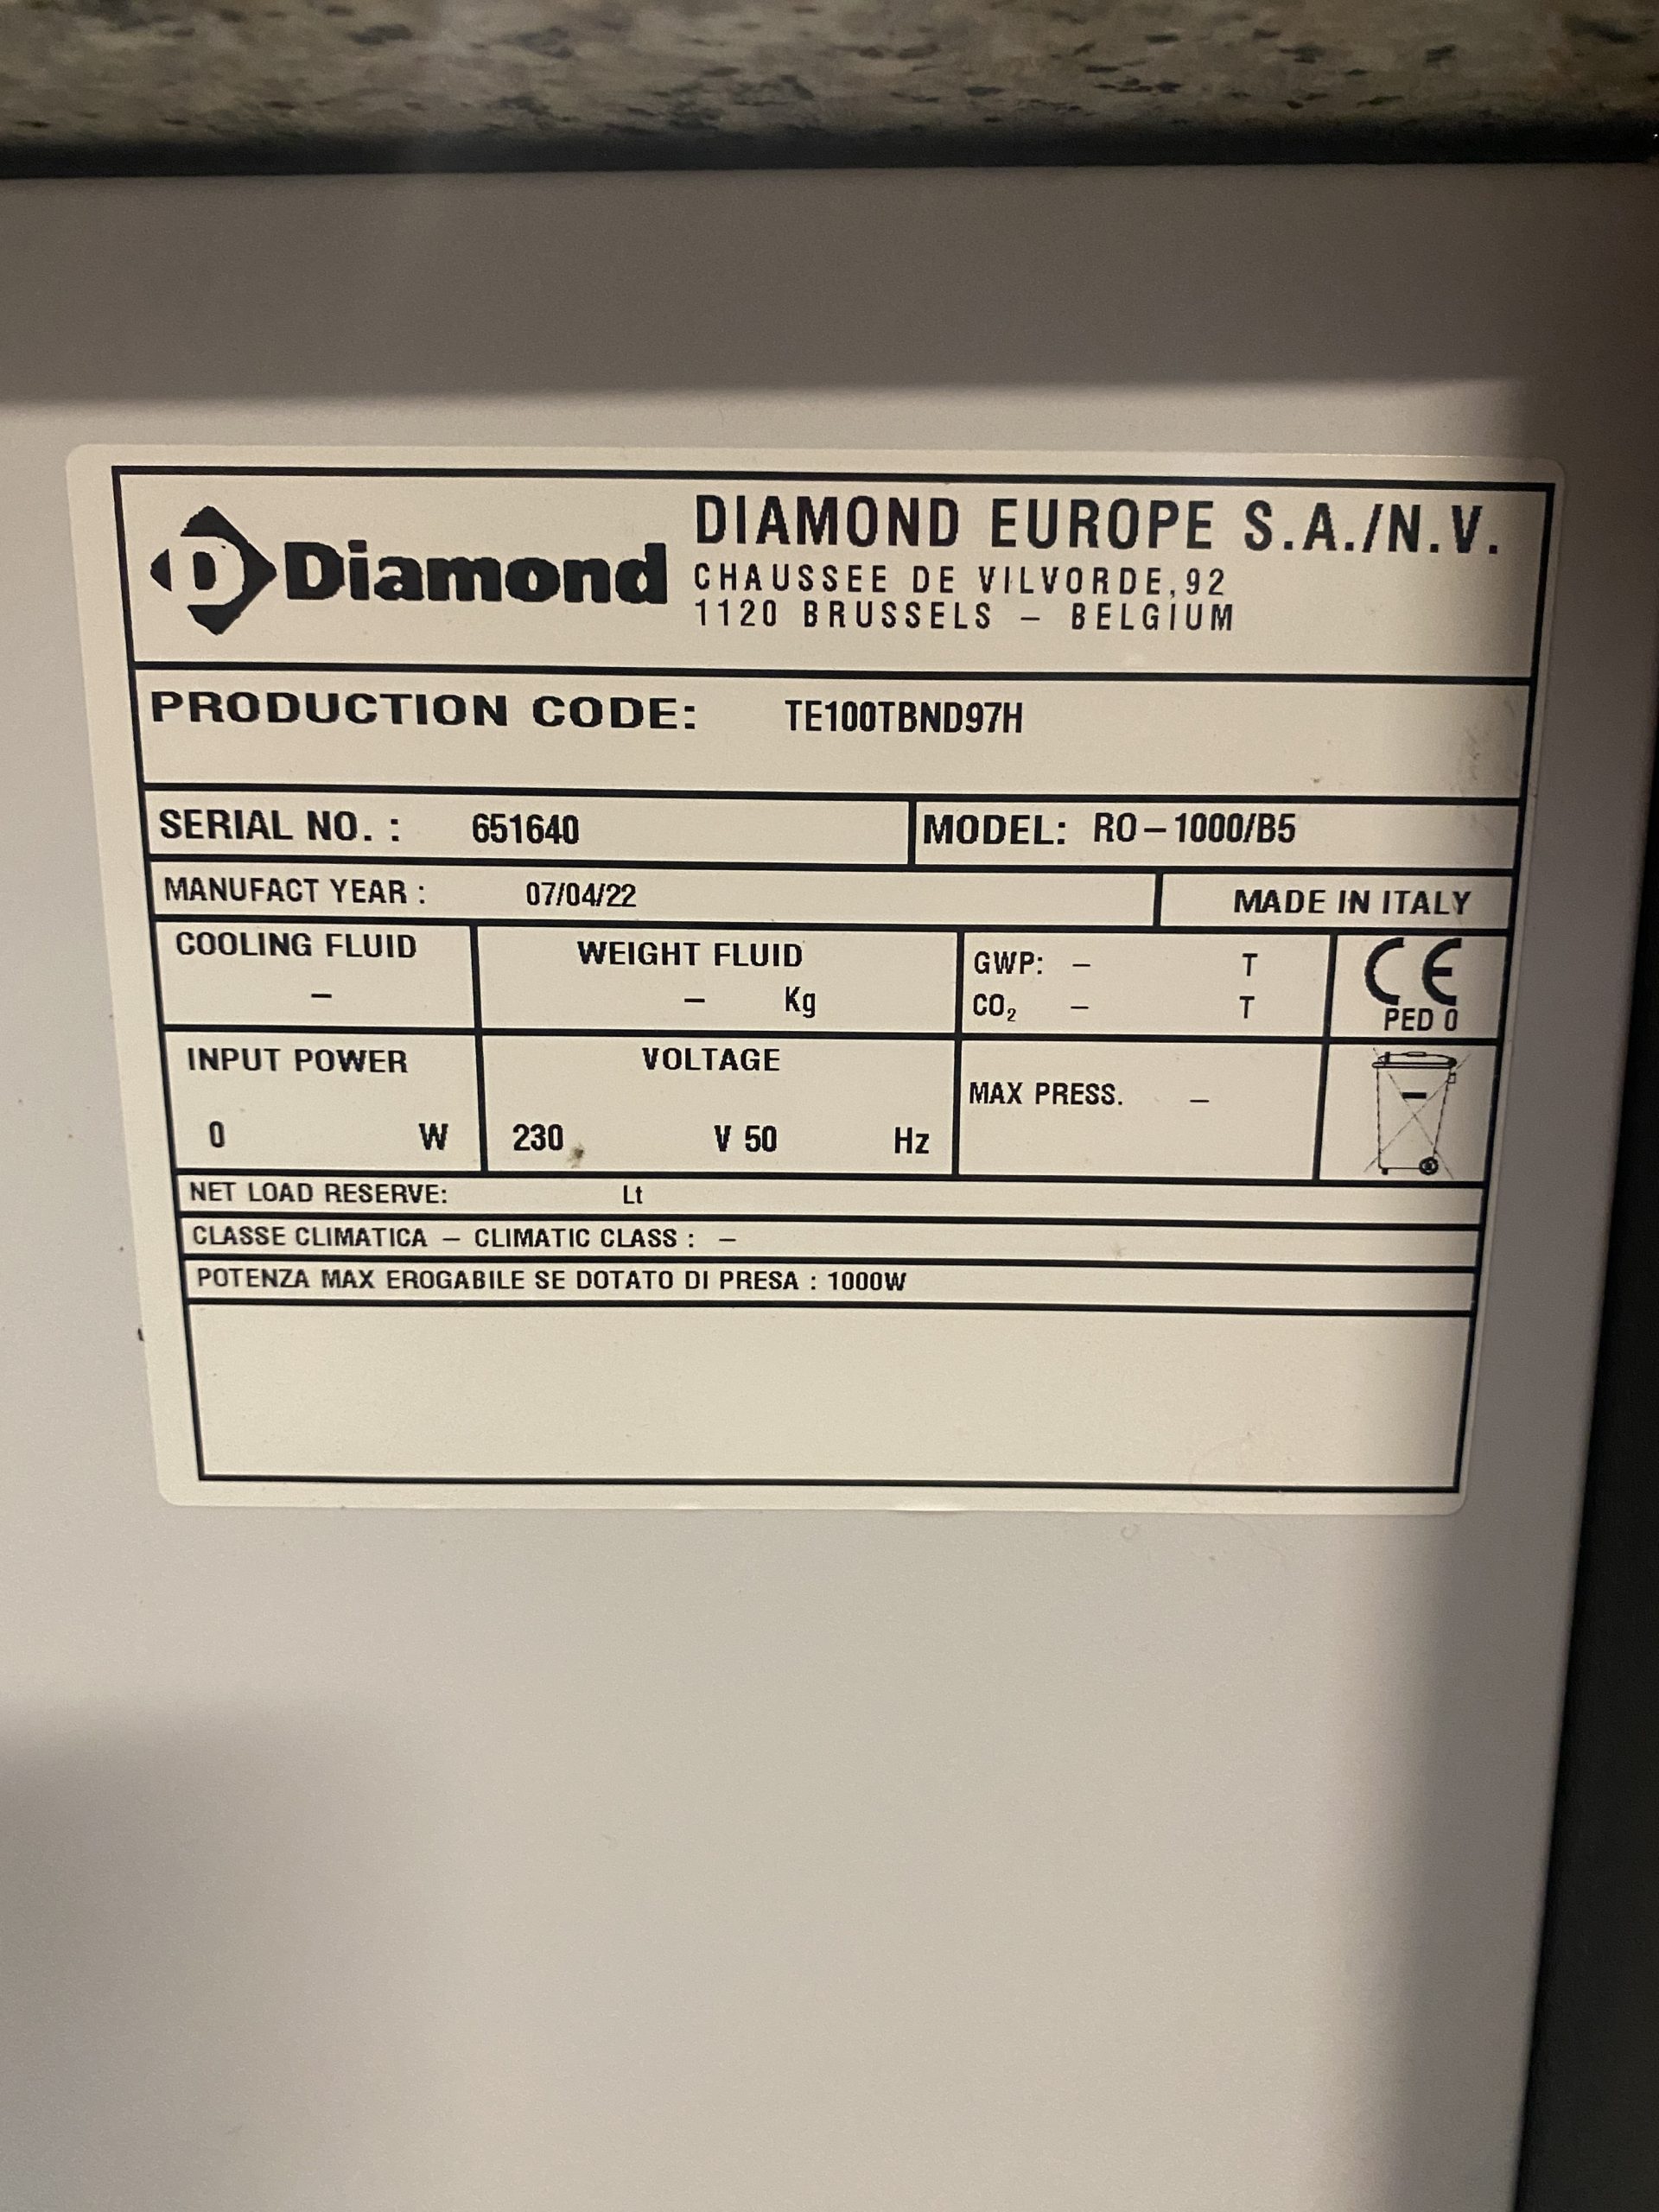 Diamond
DIAMOND EUROPE S.A./N.V.
CHAUSSEE DE VILVORDE,92
1120 BRUSSELS – BELGIUM
PRODUCTION CODE: TE100TBND97H
SERIAL NO. : 651640
MODEL: RO–1000/B5
MANUFACT YEAR : 07/04/22
MADE IN ITALY
COOLING FLUID
–
WEIGHT FLUID
– Kg
GWP: – T
CO₂ – T
CE
PED 0
INPUT POWER
0 W
VOLTAGE
230 V 50 Hz
MAX PRESS. –
NET LOAD RESERVE: Lt
CLASSE CLIMATICA – CLIMATIC CLASS : –
POTENZA MAX EROGABILE SE DOTATO DI PRESA : 1000W